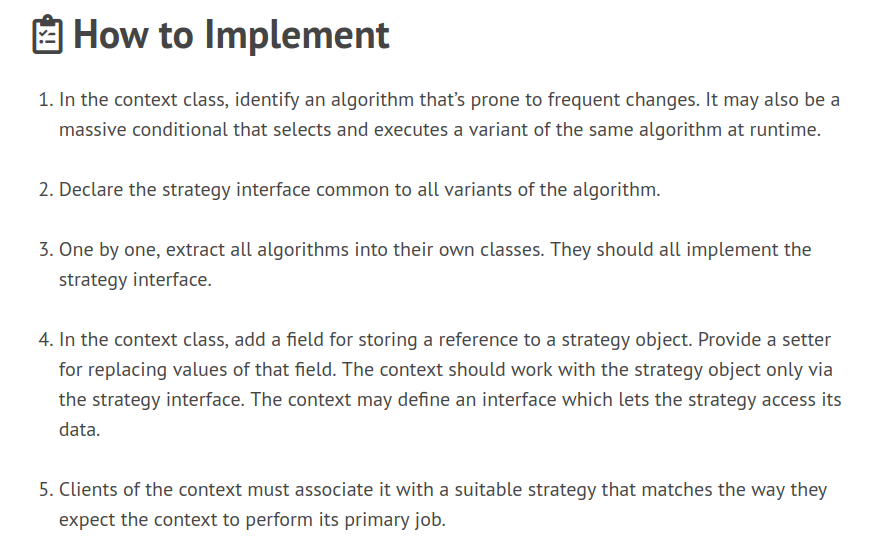 How to Implement
1. In the context class, identify an algorithm that’s prone to frequent changes. It may also be a
massive conditional that selects and executes a variant of the same algorithm at runtime.
2. Declare the strategy interface common to all variants of the algorithm.
3. One by one, extract all algorithms into their own classes. They should all implement the
strategy interface.
4. In the context class, add a field for storing a reference to a strategy object. Provide a setter
for replacing values of that field. The context should work with the strategy object only via
the strategy interface. The context may define an interface which lets the strategy access its
data.
5. Clients of the context must associate it with a suitable strategy that matches the way they
expect the context to perform its primary job.